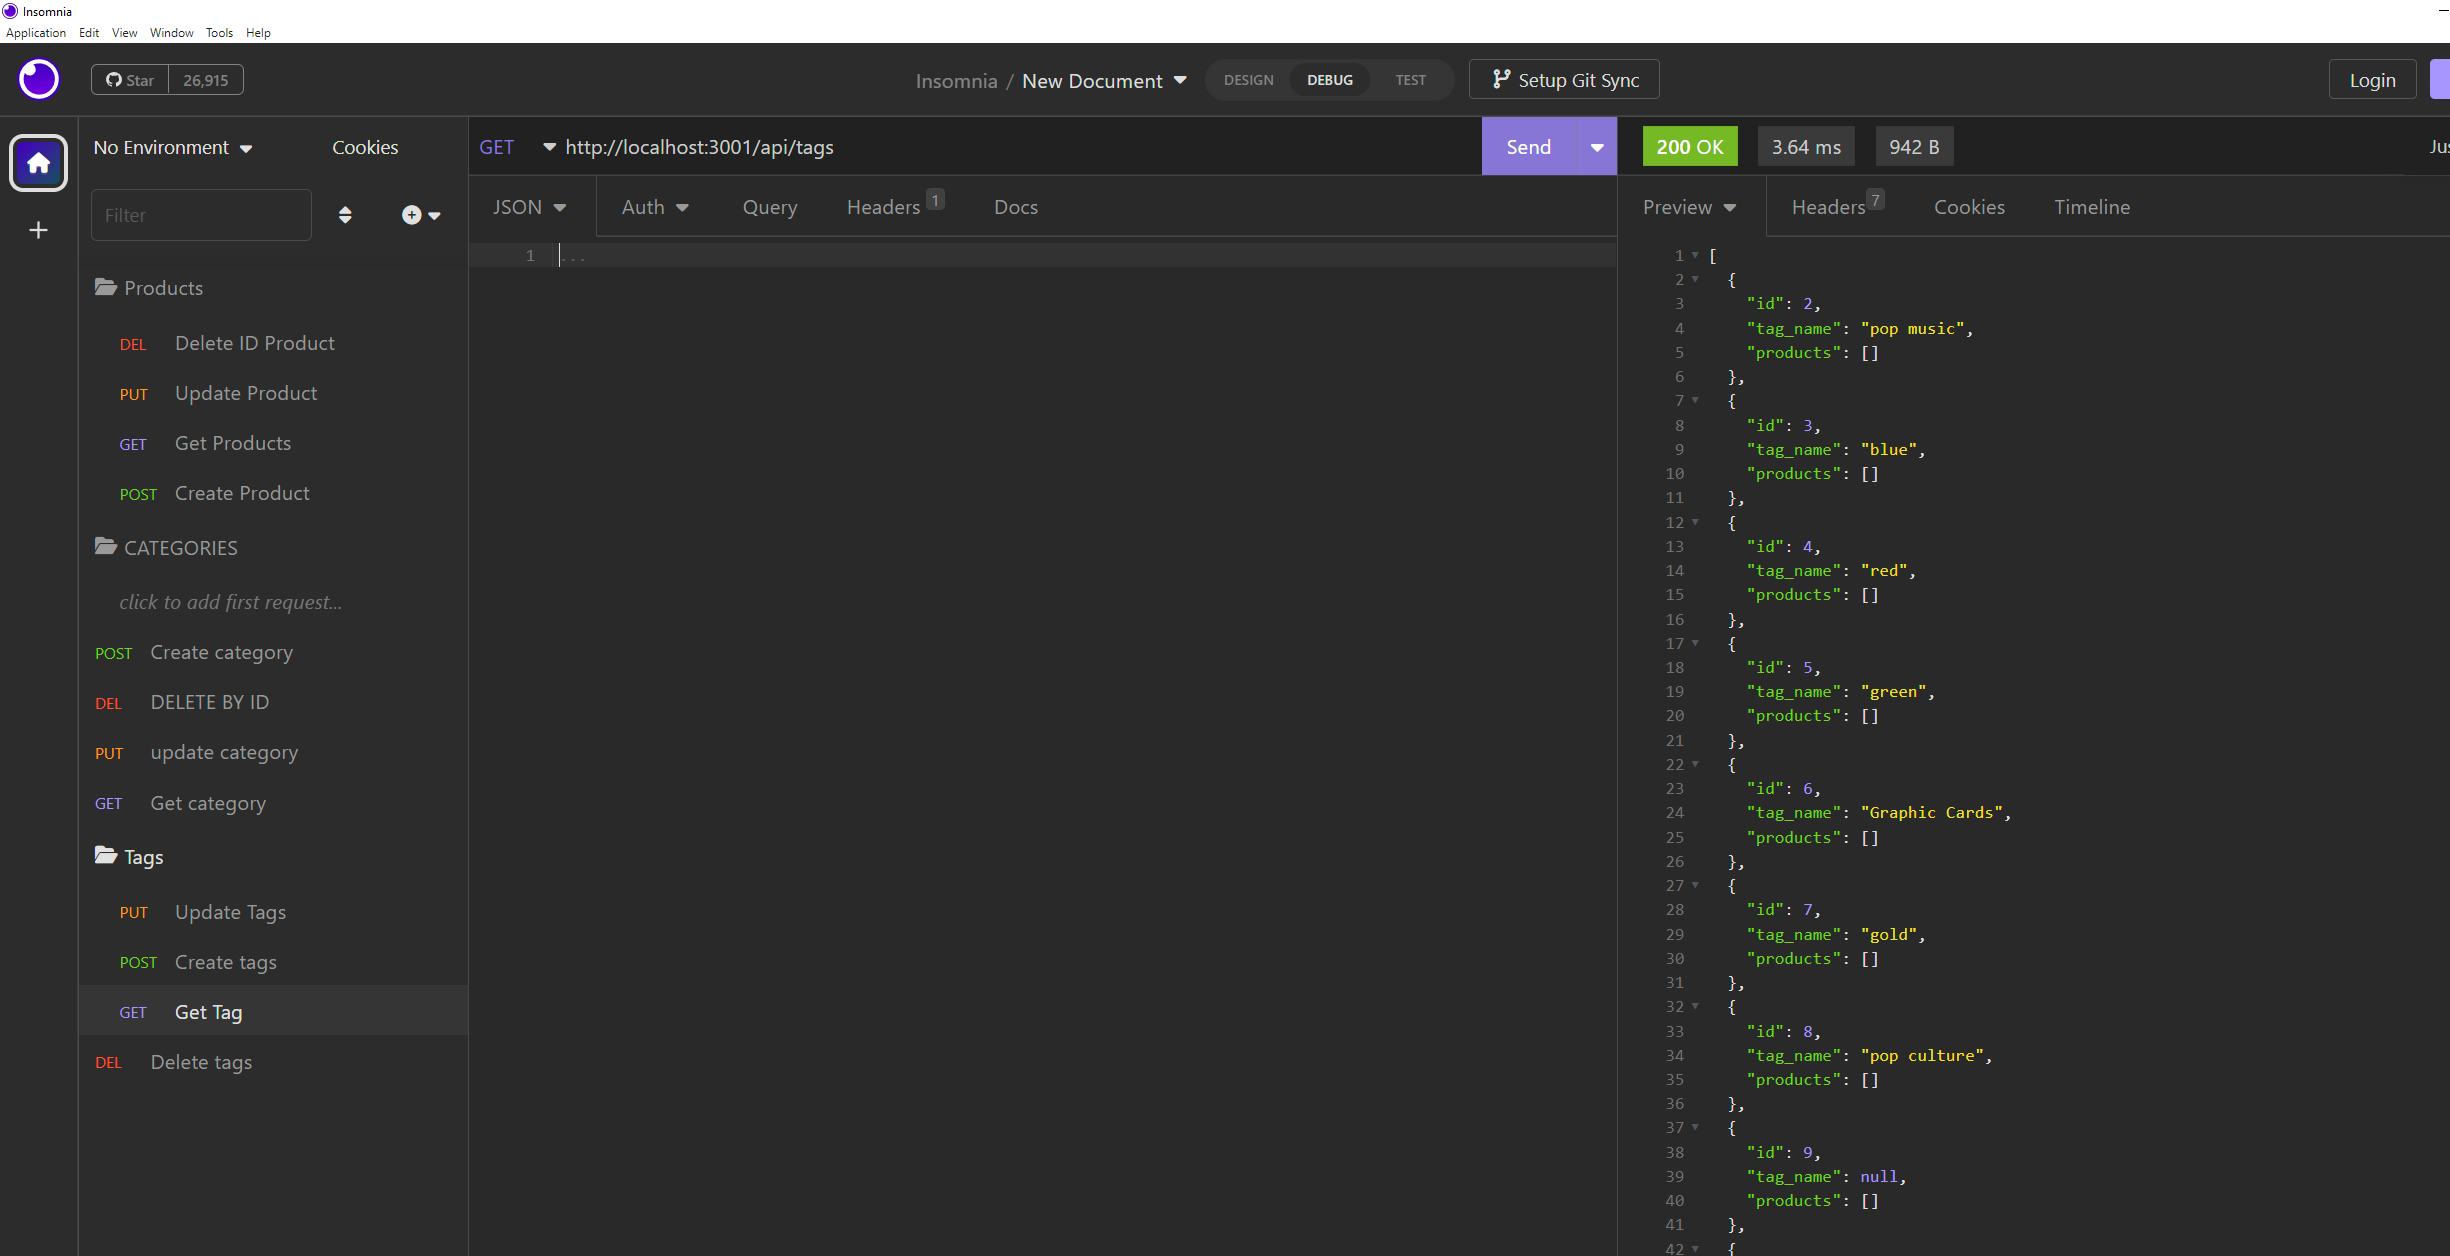 Insomnia
Application Edit View Window Tools Help
Star 26,915
Insomnia / New Document
DESIGN DEBUG TEST
Setup Git Sync
Login
No Environment
Cookies
Filter
Products
DEL Delete ID Product
PUT Update Product
GET Get Products
POST Create Product
CATEGORIES
click to add first request...
POST Create category
DEL DELETE BY ID
PUT update category
GET Get category
Tags
PUT Update Tags
POST Create tags
GET Get Tag
DEL Delete tags
GET http://localhost:3001/api/tags
Send
JSON Auth Query Headers 1 Docs
1 ...
200 OK 3.64 ms 942 B Jus
Preview Headers 7 Cookies Timeline
1 [
2 {
3 "id": 2,
4 "tag_name": "pop music",
5 "products": []
6 },
7 {
8 "id": 3,
9 "tag_name": "blue",
10 "products": []
11 },
12 {
13 "id": 4,
14 "tag_name": "red",
15 "products": []
16 },
17 {
18 "id": 5,
19 "tag_name": "green",
20 "products": []
21 },
22 {
23 "id": 6,
24 "tag_name": "Graphic Cards",
25 "products": []
26 },
27 {
28 "id": 7,
29 "tag_name": "gold",
30 "products": []
31 },
32 {
33 "id": 8,
34 "tag_name": "pop culture",
35 "products": []
36 },
37 {
38 "id": 9,
39 "tag_name": null,
40 "products": []
41 },
42 {